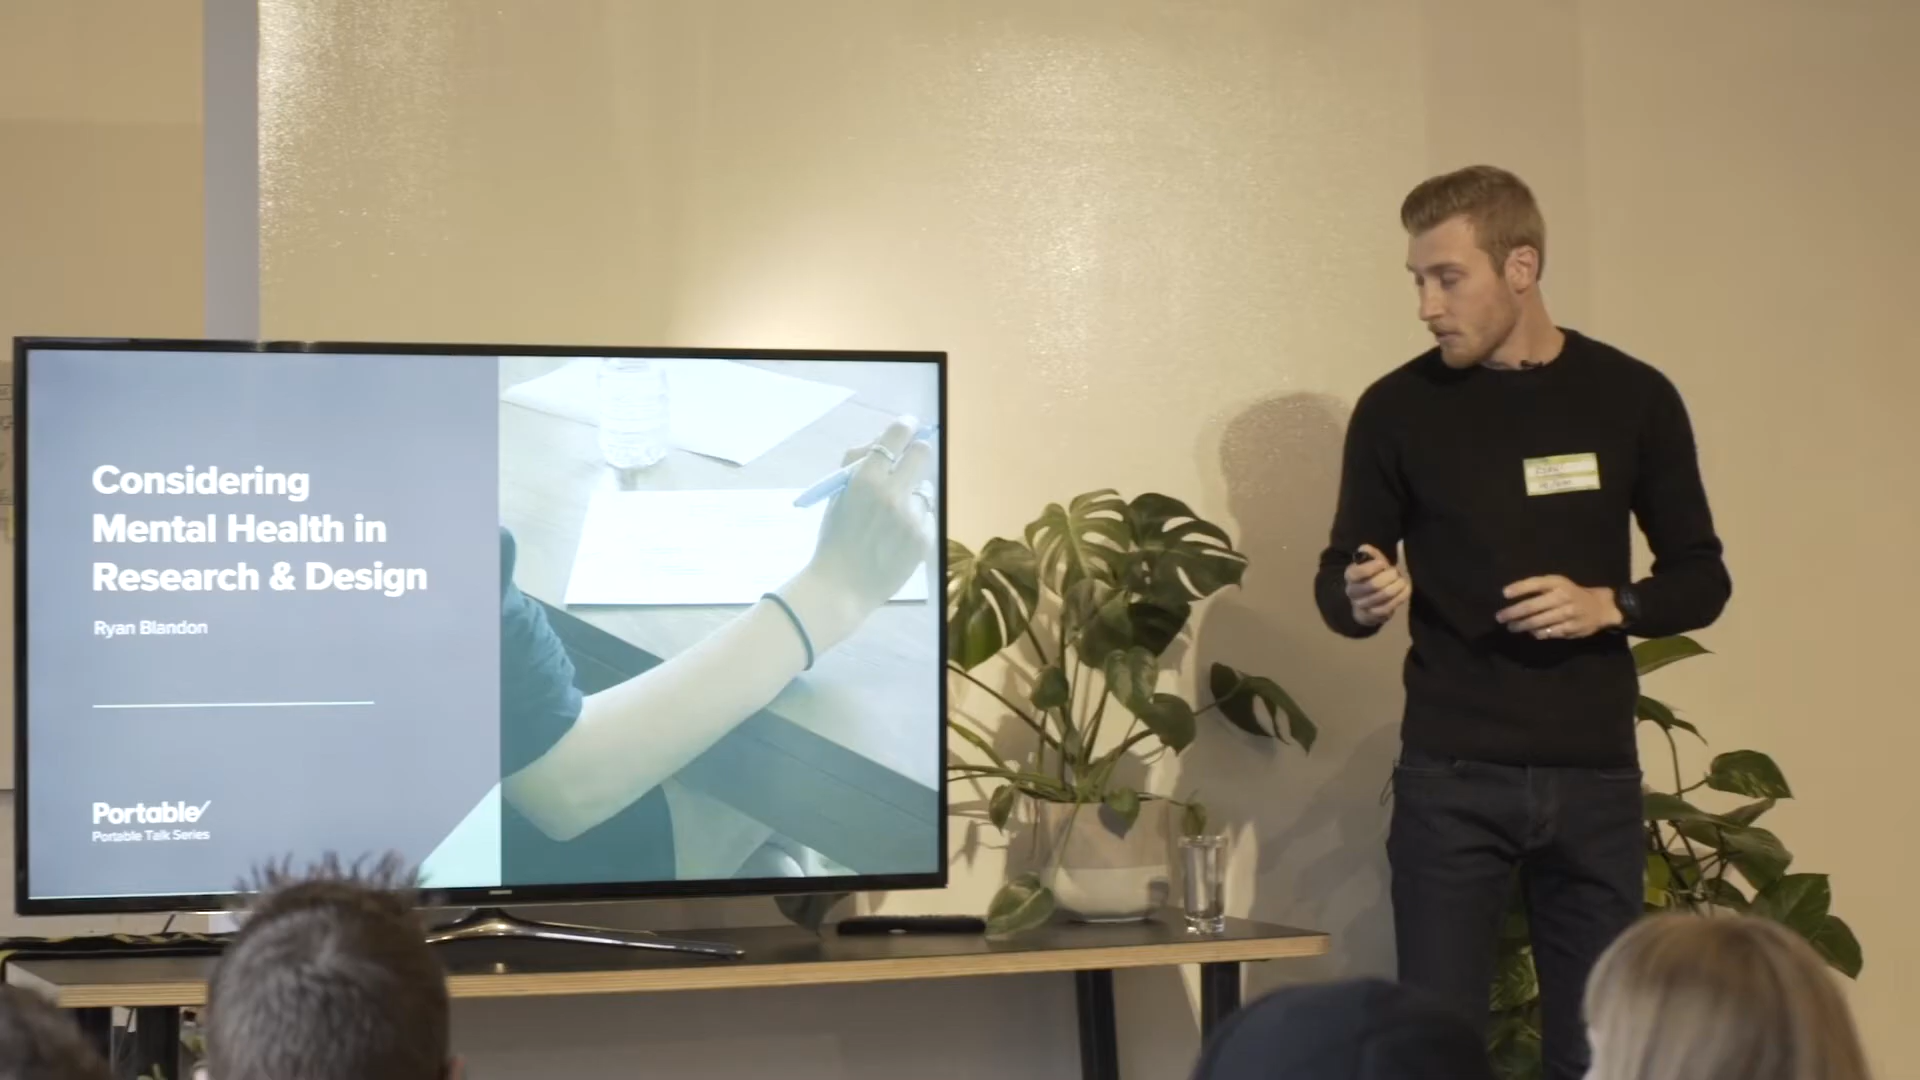 Considering
Mental Health in
Research & Design
Ryan Blandon
Portable
Portable Talk Series